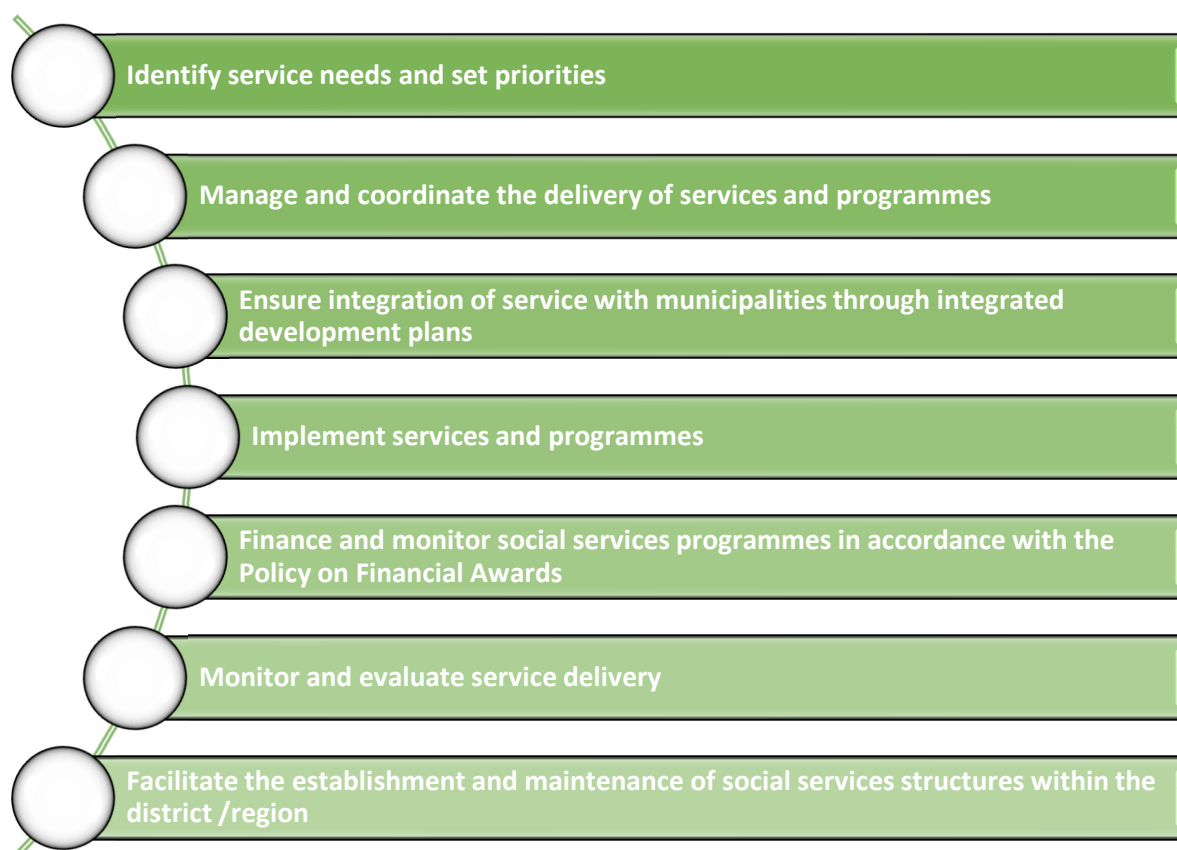 Identify service needs and set priorities
Manage and coordinate the delivery of services and programmes
Ensure integration of service with municipalities through integrated
development plans
Implement services and programmes
Finance and monitor social services programmes in accordance with the
Policy on Financial Awards
Monitor and evaluate service delivery
Facilitate the establishment and maintenance of social services structures within the
district /region